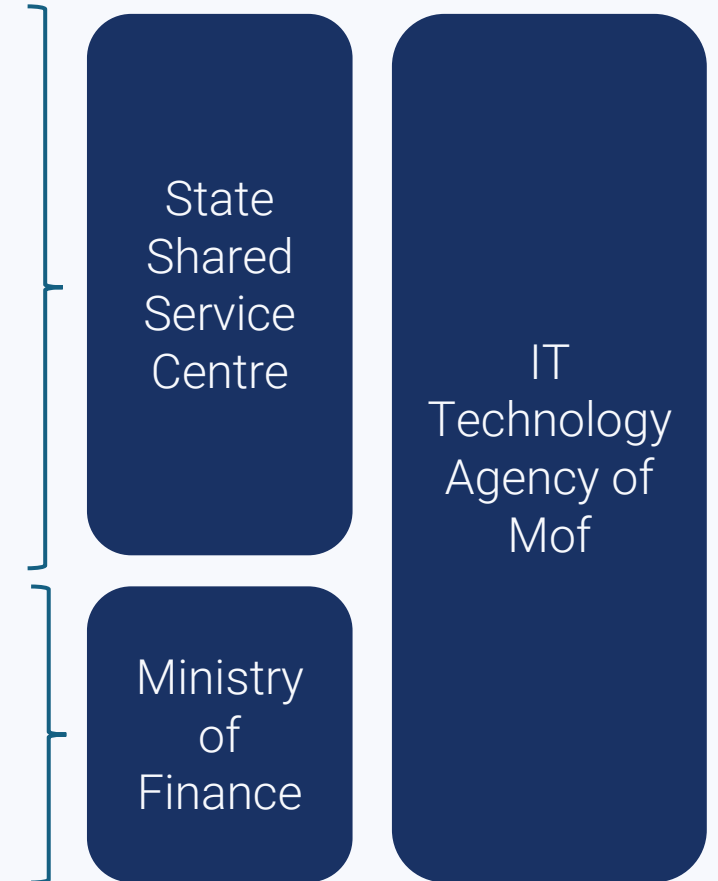 State
Shared
Service
Centre
IT
Technology
Agency of
Mof
Ministry
of
Finance